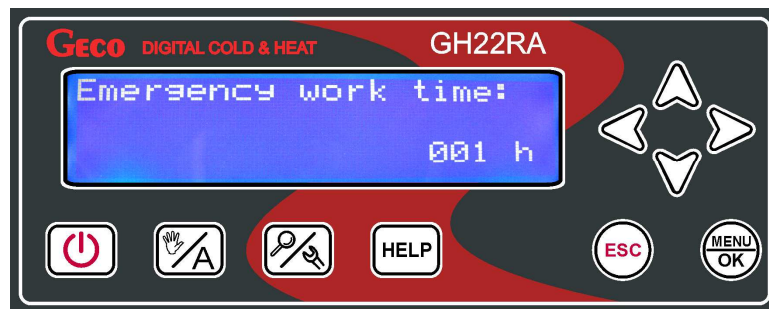 GECO DIGITAL COLD & HEAT GH22RA
Emergency work time:
001 h
A HELP ESC MENU
OK